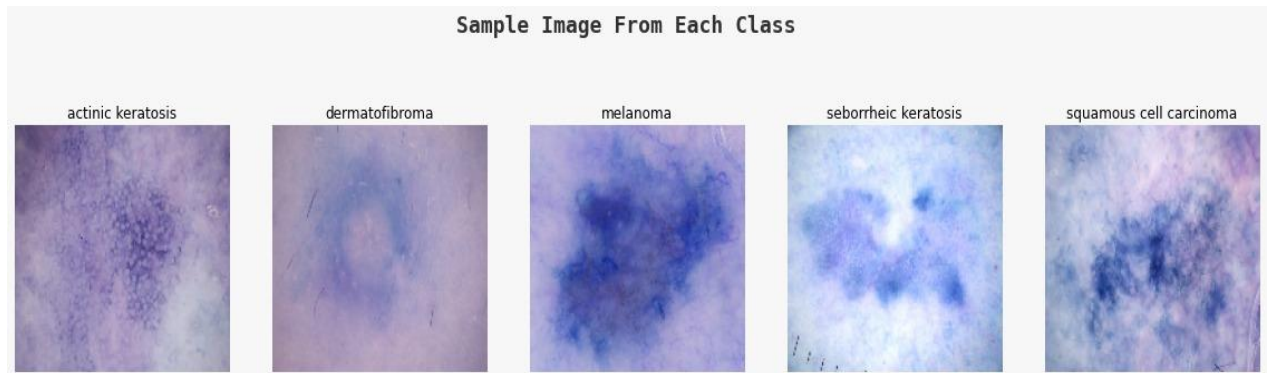 Sample Image From Each Class
actinic keratosis
dermatofibroma
melanoma
seborrheic keratosis
squamous cell carcinoma